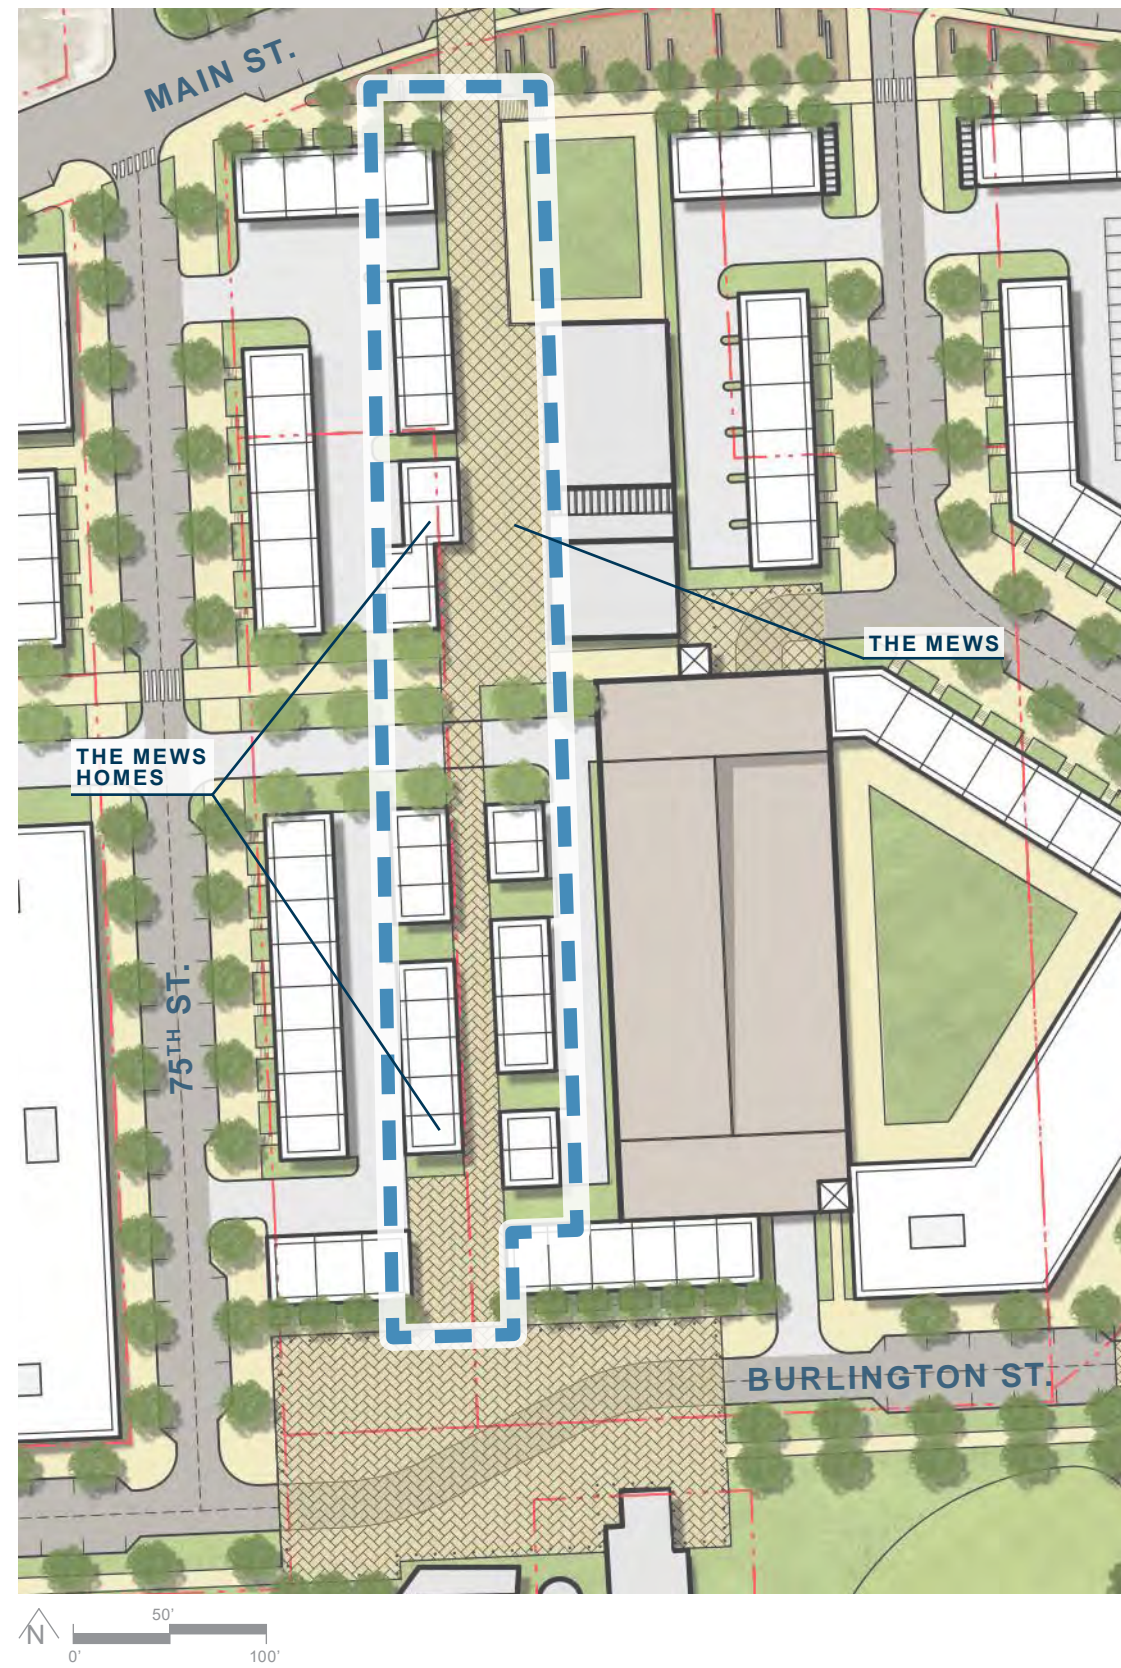 MAIN ST.
THE MEWS
THE MEWS
HOMES
75TH ST.
BURLINGTON ST.
N
50'
0'
100'